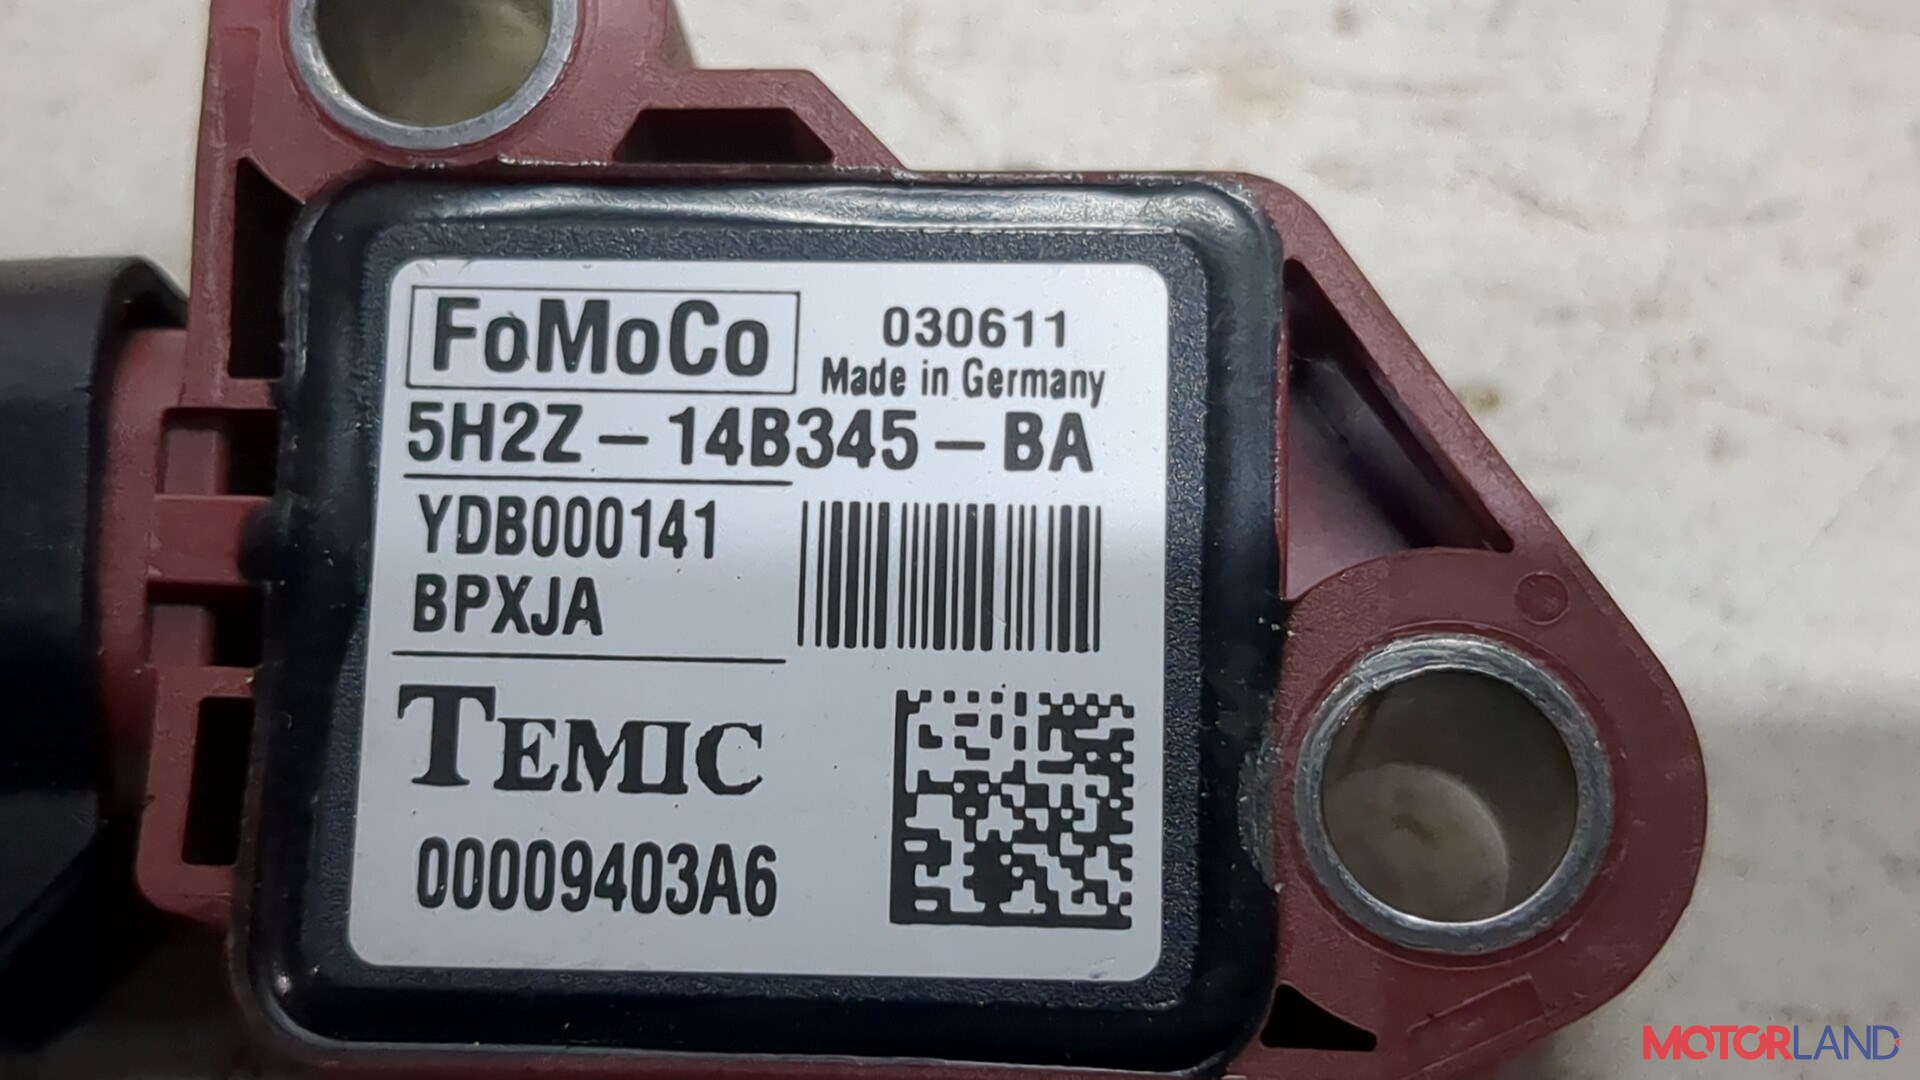 FoMoCo
030611
Made in Germany
5H2Z-14B345-BA
YDB000141
BPXJA
TEMIC
00009403A6
MOTORLAND